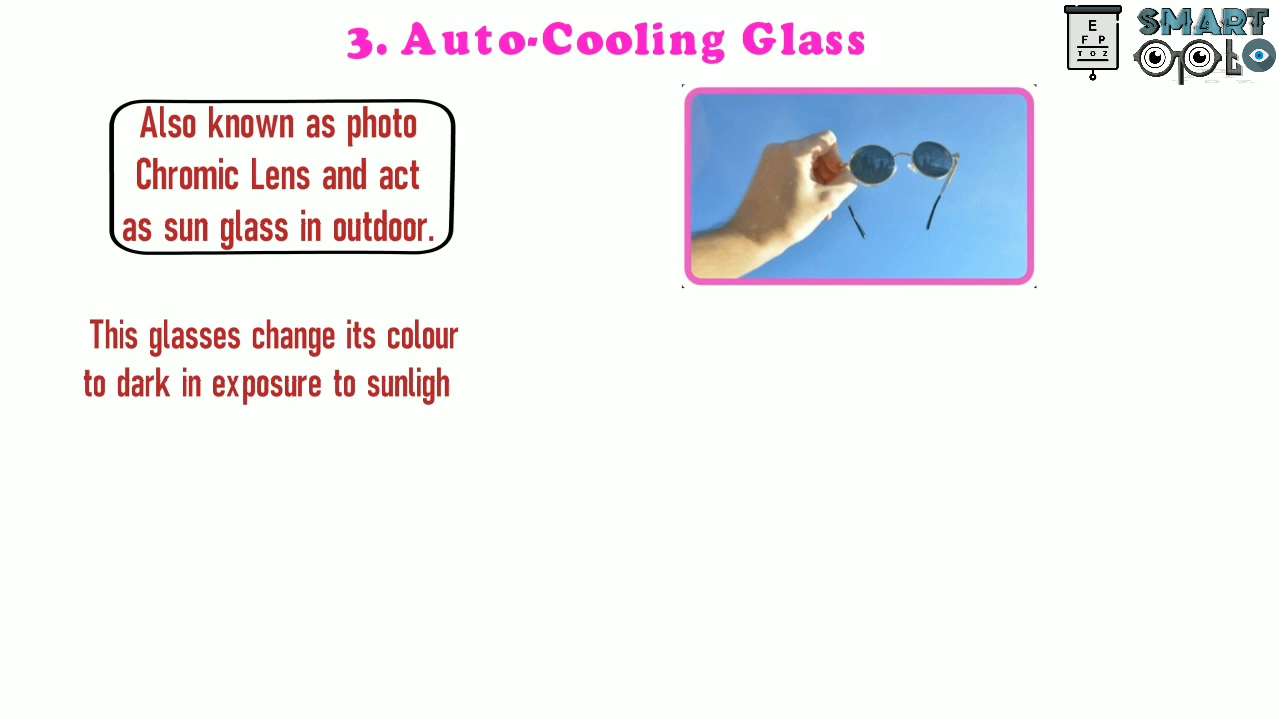 3. Auto-Cooling Glass
E
F P
T O Z
SMART
opto
Also known as photo
Chromic Lens and act
as sun glass in outdoor.
This glasses change its colour
to dark in exposure to sunligh